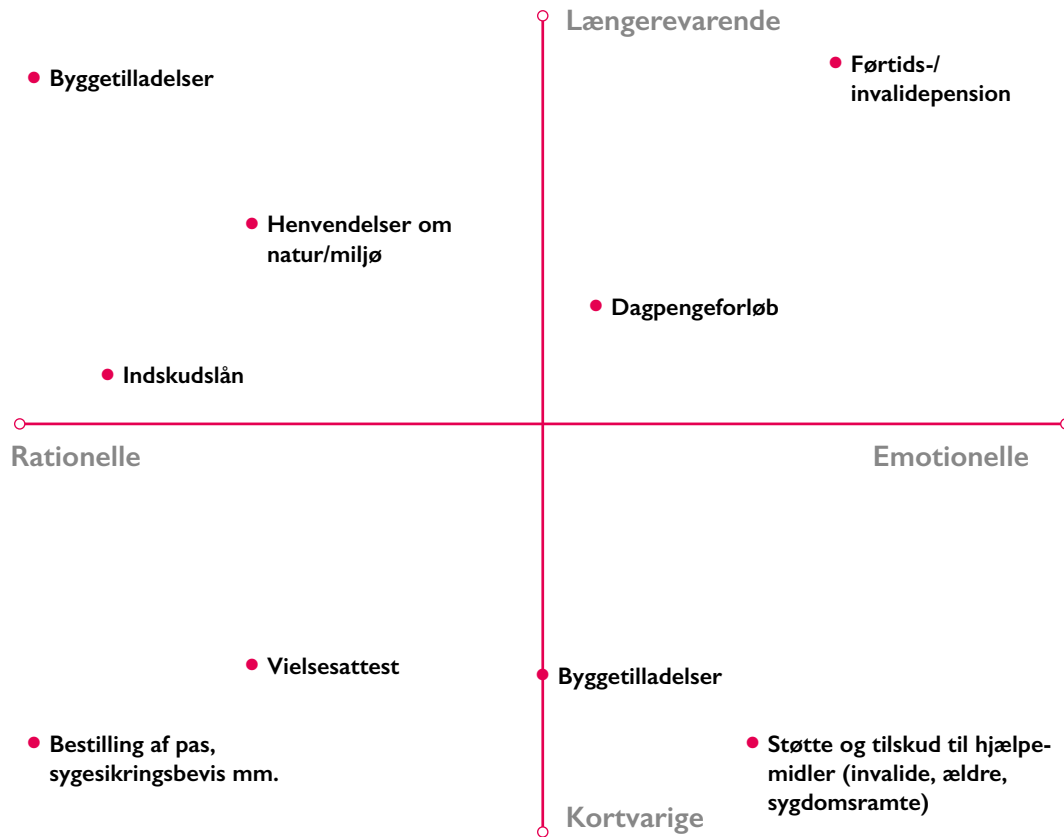 Længerevarende
Byggetilladelser
Førtids-/
invalidepension
Henvendelser om
natur/miljø
Dagpengeforløb
Indskudslån
Rationelle
Emotionelle
Vielsesattest
Byggetilladelser
Bestilling af pas,
sygesikringsbevis mm.
Støtte og tilskud til hjælpe-
midler (invalide, ældre,
sygdomsramte)
Kortvarige